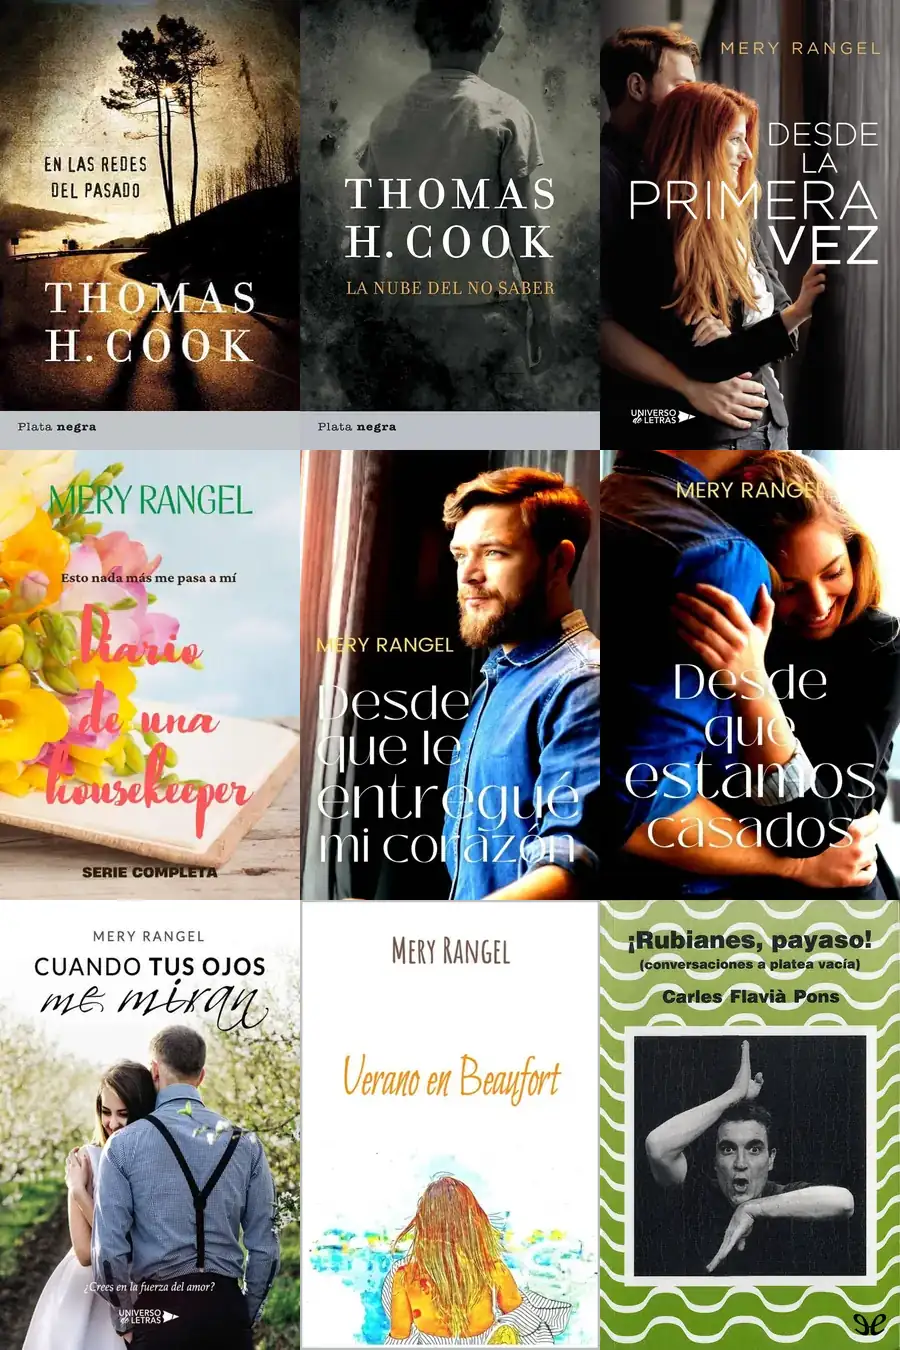 EN LAS REDES
DEL PASADO
THOMAS
H. COOK
Plata negra
THOMAS
H. COOK
LA NUBE DEL NO SABER
Plata negra
MERY RANGEL
DESDE
LA
PRIMERA
VEZ
UNIVERSO
de LETRAS
MERY RANGEL
Esto nada más me pasa a mí
Diario
de una
housekeeper
SERIE COMPLETA
MERY RANGEL
Desde
que le
entregué
mi corazón
MERY RANGEL
Desde
que
estamos
casados
MERY RANGEL
CUANDO TUS OJOS
me miran
¿Crees en la fuerza del amor?
UNIVERSO
de LETRAS
MERY RANGEL
Verano en Beaufort
¡Rubianes, payaso!
(conversaciones a platea vacía)
Carles Flavià Pons